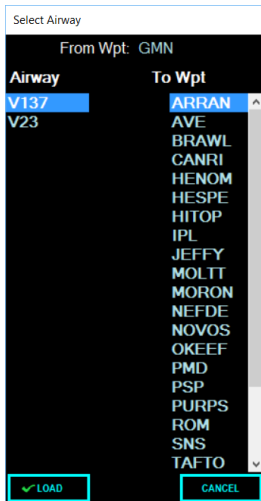 Select Airway
From Wpt: GMN
Airway To Wpt
V137 ARRAN
V23 AVE
BRAWL
CANRI
HENOM
HESPE
HITOP
IPL
JEFFY
MOLTT
MORON
NEFDE
NOVOS
OKEEF
PMD
PSP
PURPS
ROM
SNS
TAFTO
LOAD CANCEL